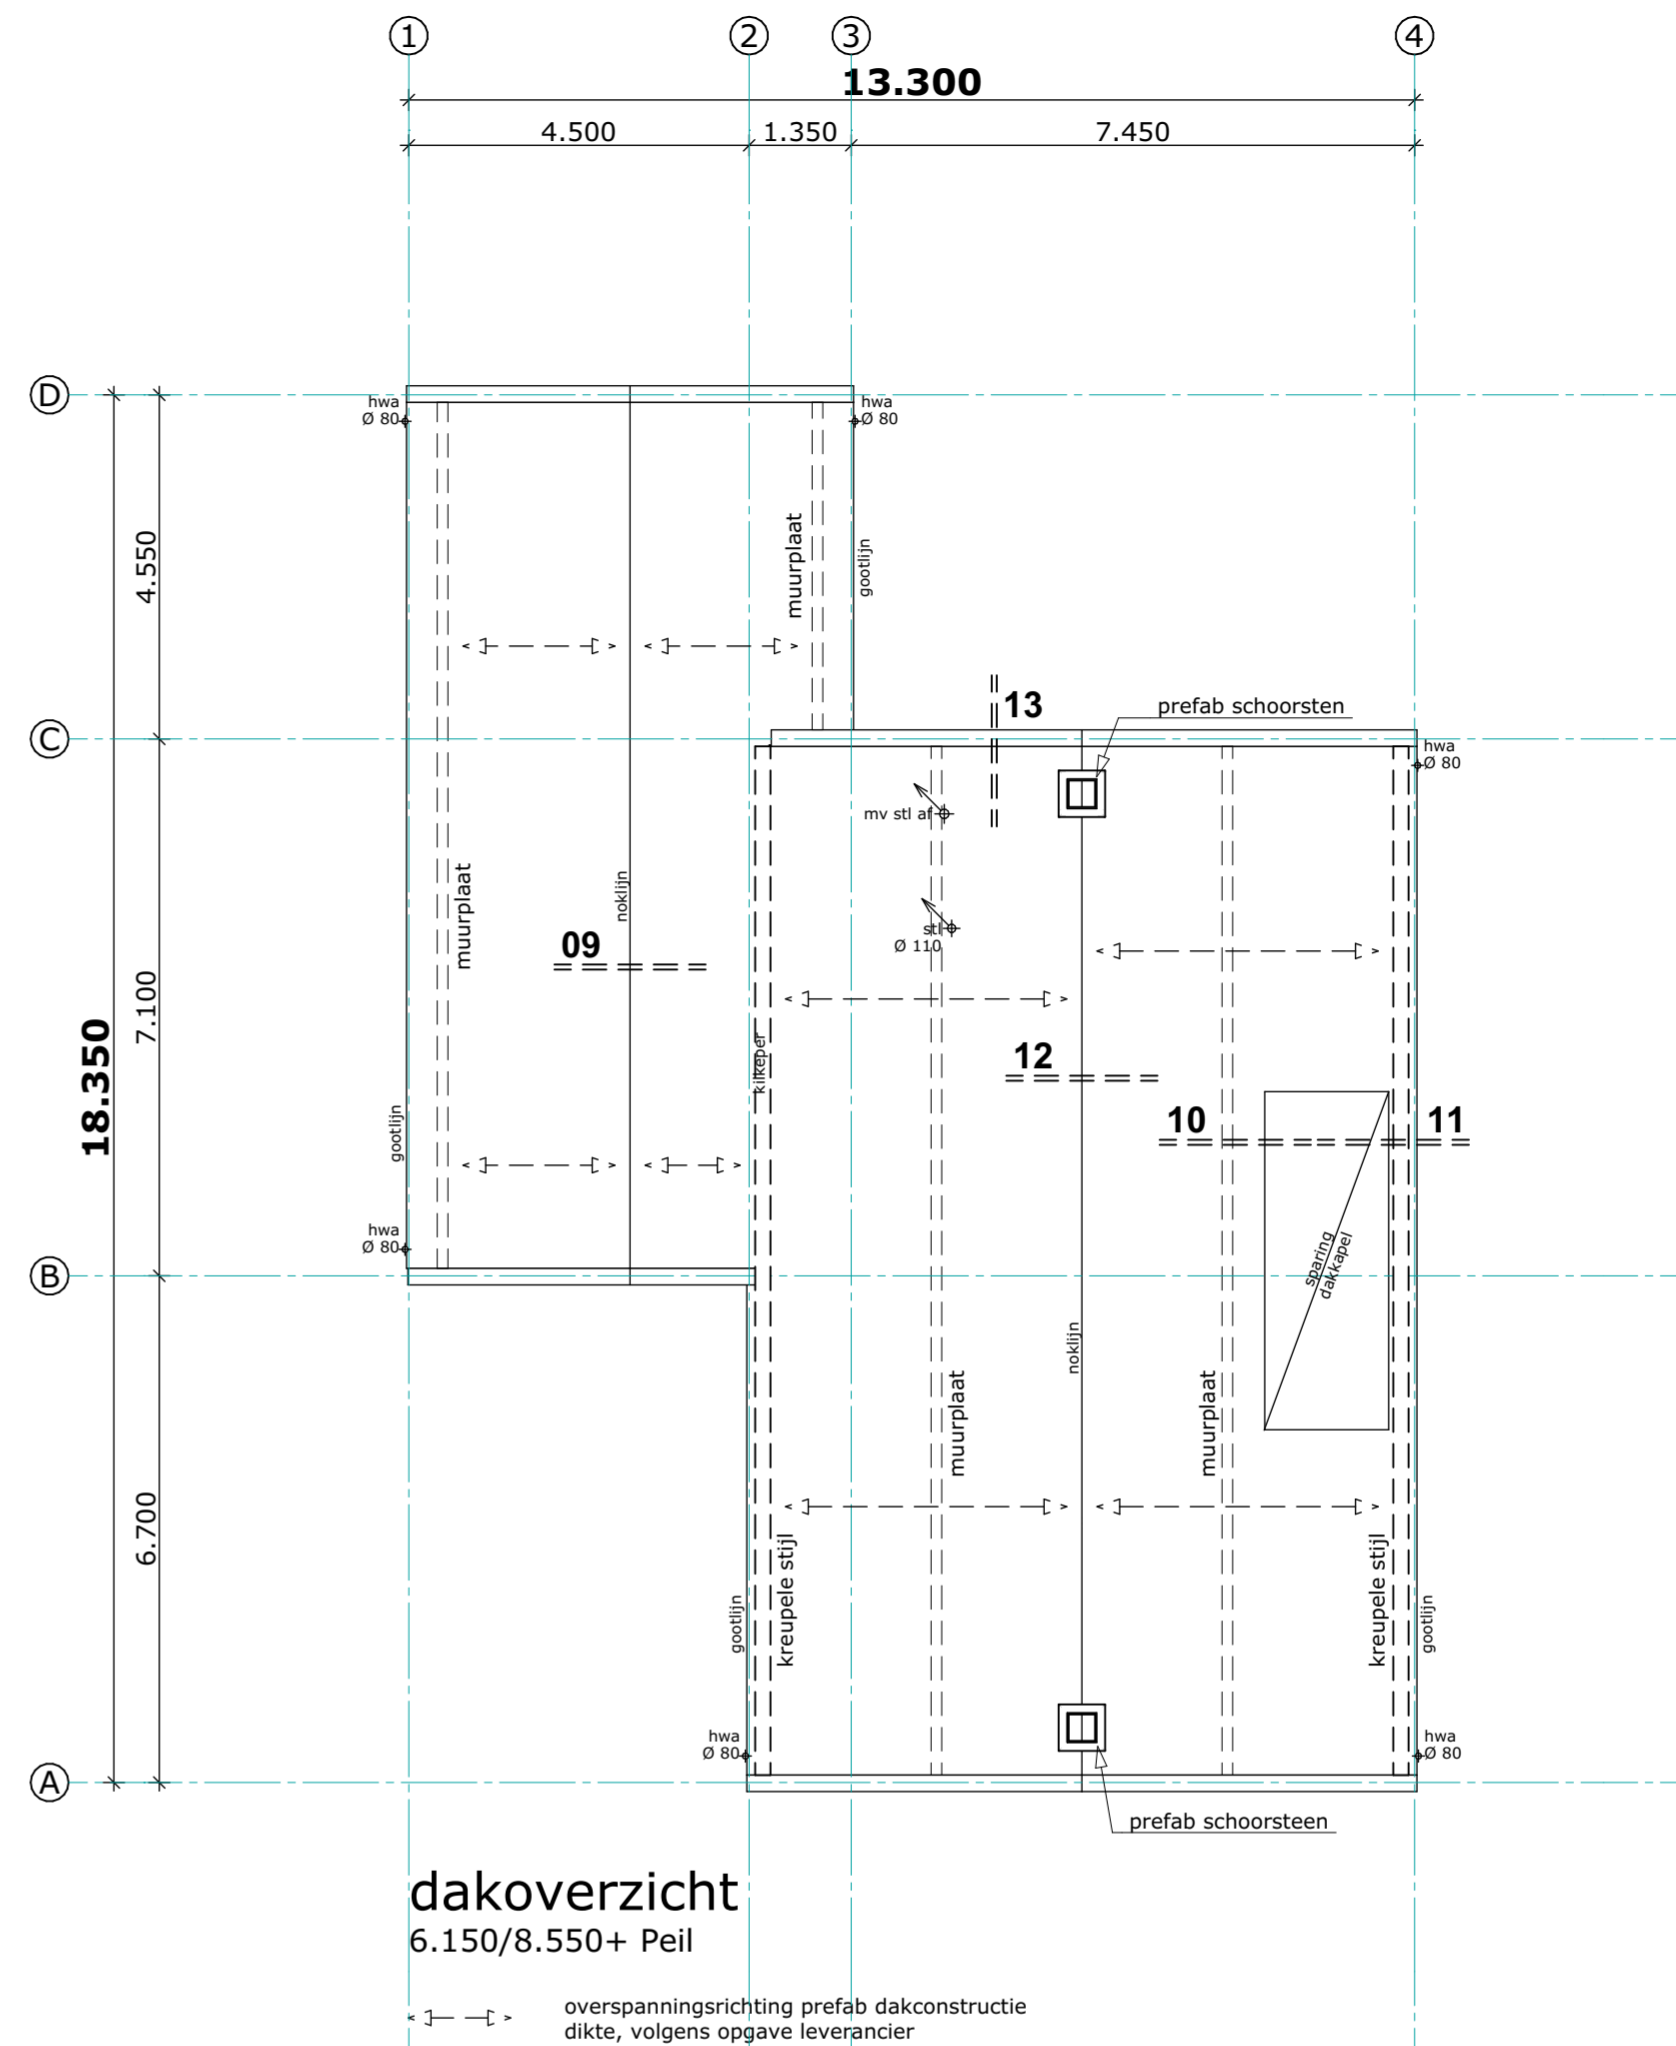 1
2
3
4
13.300
4.500
1.350
7.450
D
hwa
Ø 80
hwa
Ø 80
4.550
muurplaat
gootlijn
13
prefab schoorsten
C
hwa
Ø 80
mv stl af
muurplaat
noklijn
stl
Ø 110
09
7.100
18.350
kilkeper
12
10
11
gootlijn
hwa
Ø 80
sparing
dakkapel
B
noklijn
muurplaat
muurplaat
6.700
kreupele stijl
kreupele stijl
gootlijn
gootlijn
hwa
Ø 80
hwa
Ø 80
A
prefab schoorsteen
dakoverzicht
6.150/8.550+ Peil
overspanningsrichting prefab dakconstructie
dikte, volgens opgave leverancier